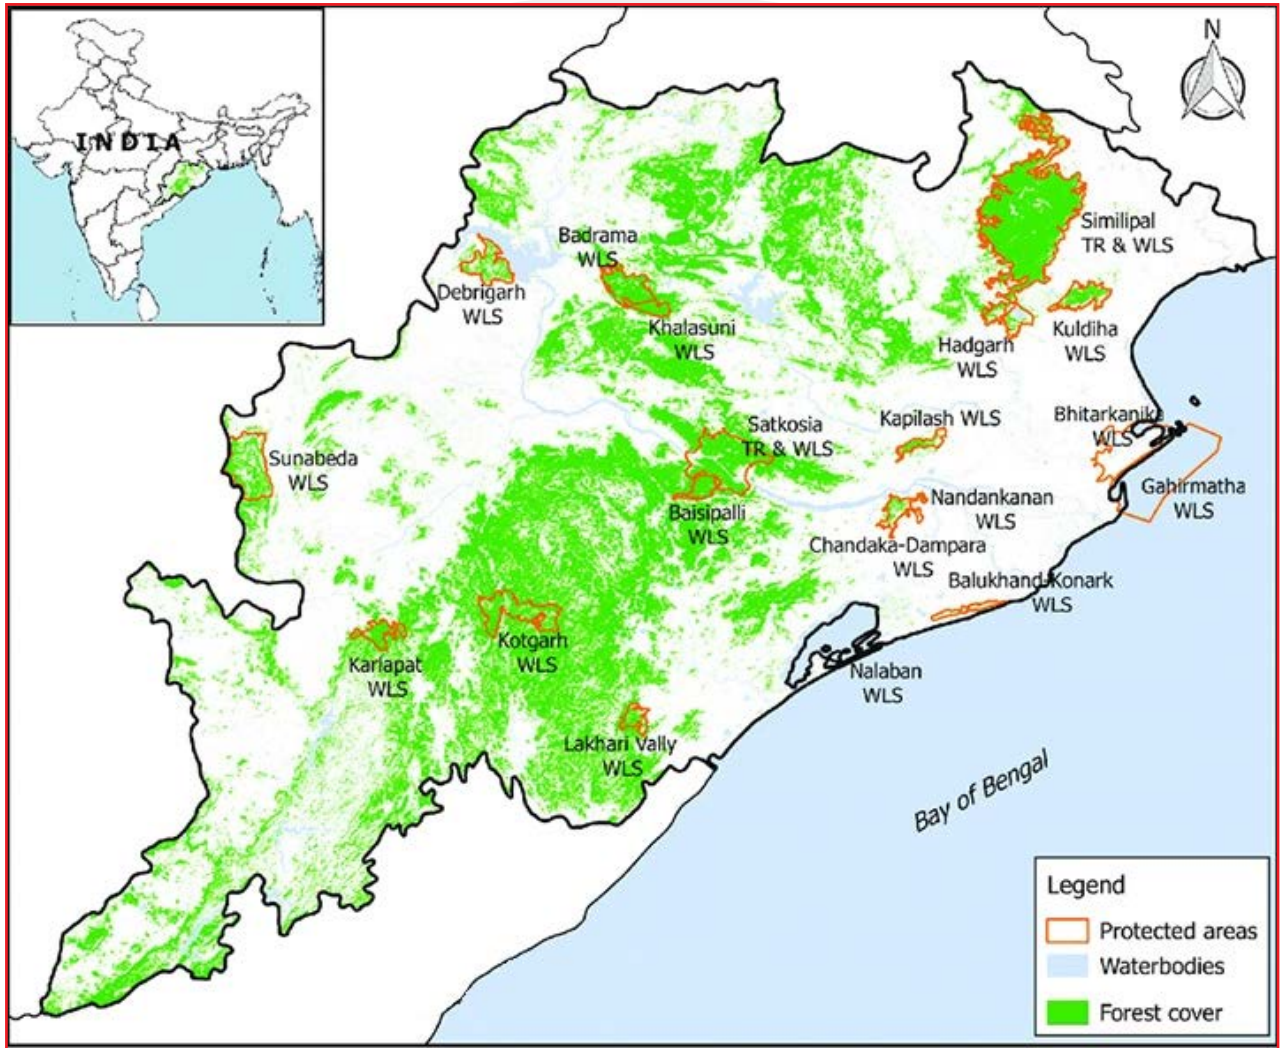 INDIA
N
Similipal
TR & WLS
Badrama
WLS
Debrigarh
WLS
Khalasuni
WLS
Hadgarh
WLS
Kuldiha
WLS
Kapilash WLS
Bhitarkanika
WLS
Satkosia
TR & WLS
Sunabeda
WLS
Gahirmatha
WLS
Nandankanan
WLS
Baisipalli
WLS
Chandaka-Dampara
WLS
Balukhand-Konark
WLS
Kotgarh
WLS
Karlapat
WLS
Nalaban
WLS
Lakhari Vally
WLS
Bay of Bengal
Legend
Protected areas
Waterbodies
Forest cover